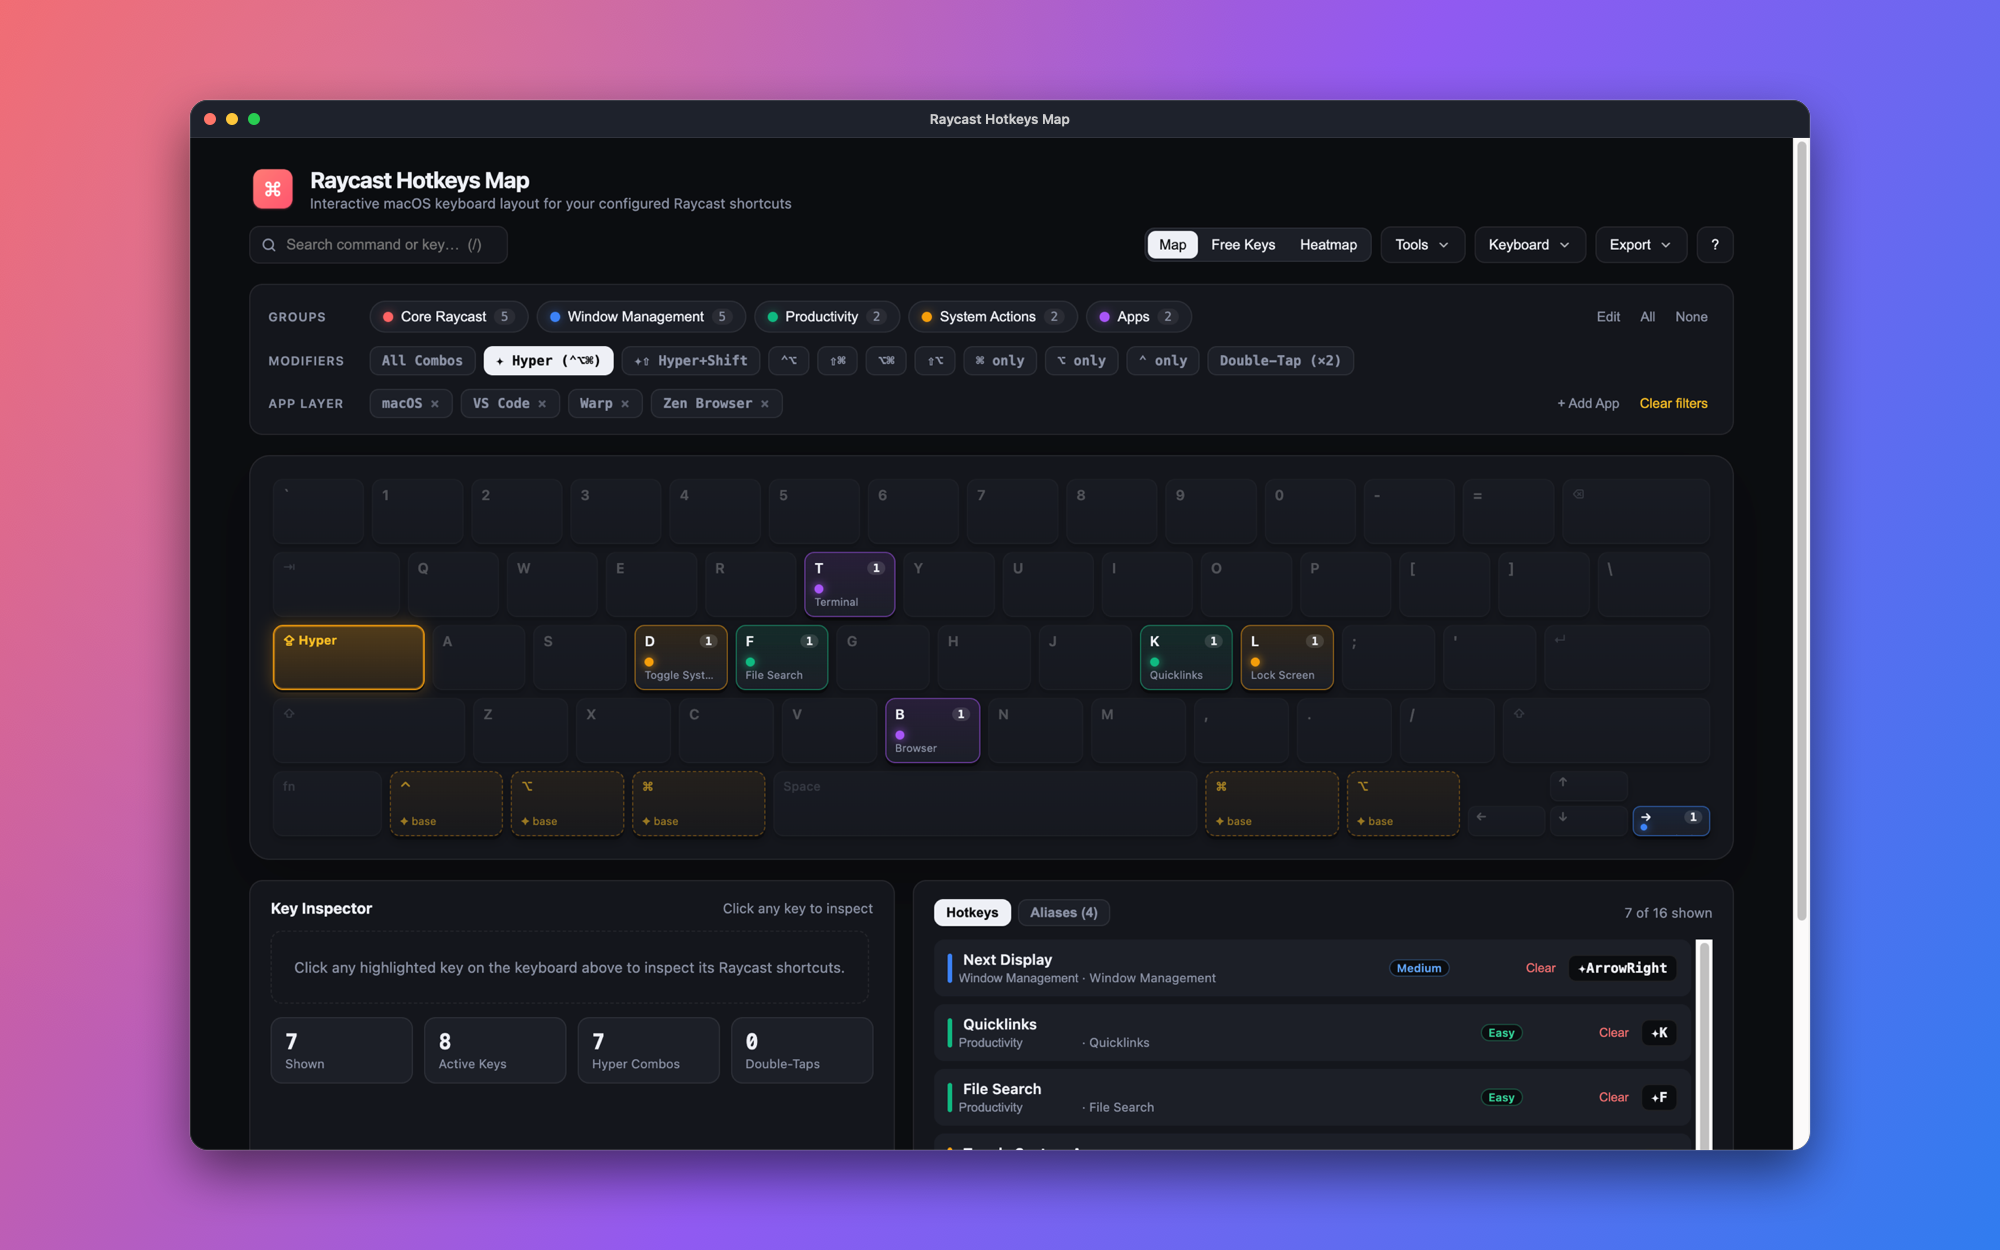 Raycast Hotkeys Map
⌘
Raycast Hotkeys Map
Interactive macOS keyboard layout for your configured Raycast shortcuts
Search command or key… (/)
Map Free Keys Heatmap Tools Keyboard Export ?
GROUPS Core Raycast 5 Window Management 5 Productivity 2 System Actions 2 Apps 2 Edit All None
MODIFIERS All Combos ✦ Hyper (⌃⌥⌘) ✦⇧ Hyper+Shift ⌃⌥ ⇧⌘ ⌥⌘ ⇧⌥ ⌘ only ⌥ only ⌃ only Double-Tap (×2)
APP LAYER macOS × VS Code × Warp × Zen Browser × + Add App Clear filters
` 1 2 3 4 5 6 7 8 9 0 - = ⌫
⇥ Q W E R T 1 Y U I O P [ ] \
Terminal
⇪ Hyper A S D 1 F 1 G H J K 1 L 1 ; ' ↵
Toggle Syst… File Search Quicklinks Lock Screen
⇧ Z X C V B 1 N M , . / ⇧
Browser
fn ⌃ ⌥ ⌘ Space ⌘ ⌥ ↑
✦ base ✦ base ✦ base ✦ base ✦ base ← ↓ → 1
Key Inspector Click any key to inspect
Click any highlighted key on the keyboard above to inspect its Raycast shortcuts.
7 8 7 0
Shown Active Keys Hyper Combos Double-Taps
Hotkeys Aliases (4) 7 of 16 shown
Next Display
Window Management · Window Management Medium Clear ✦ArrowRight
Quicklinks
Productivity · Quicklinks Easy Clear ✦K
File Search
Productivity · File Search Easy Clear ✦F